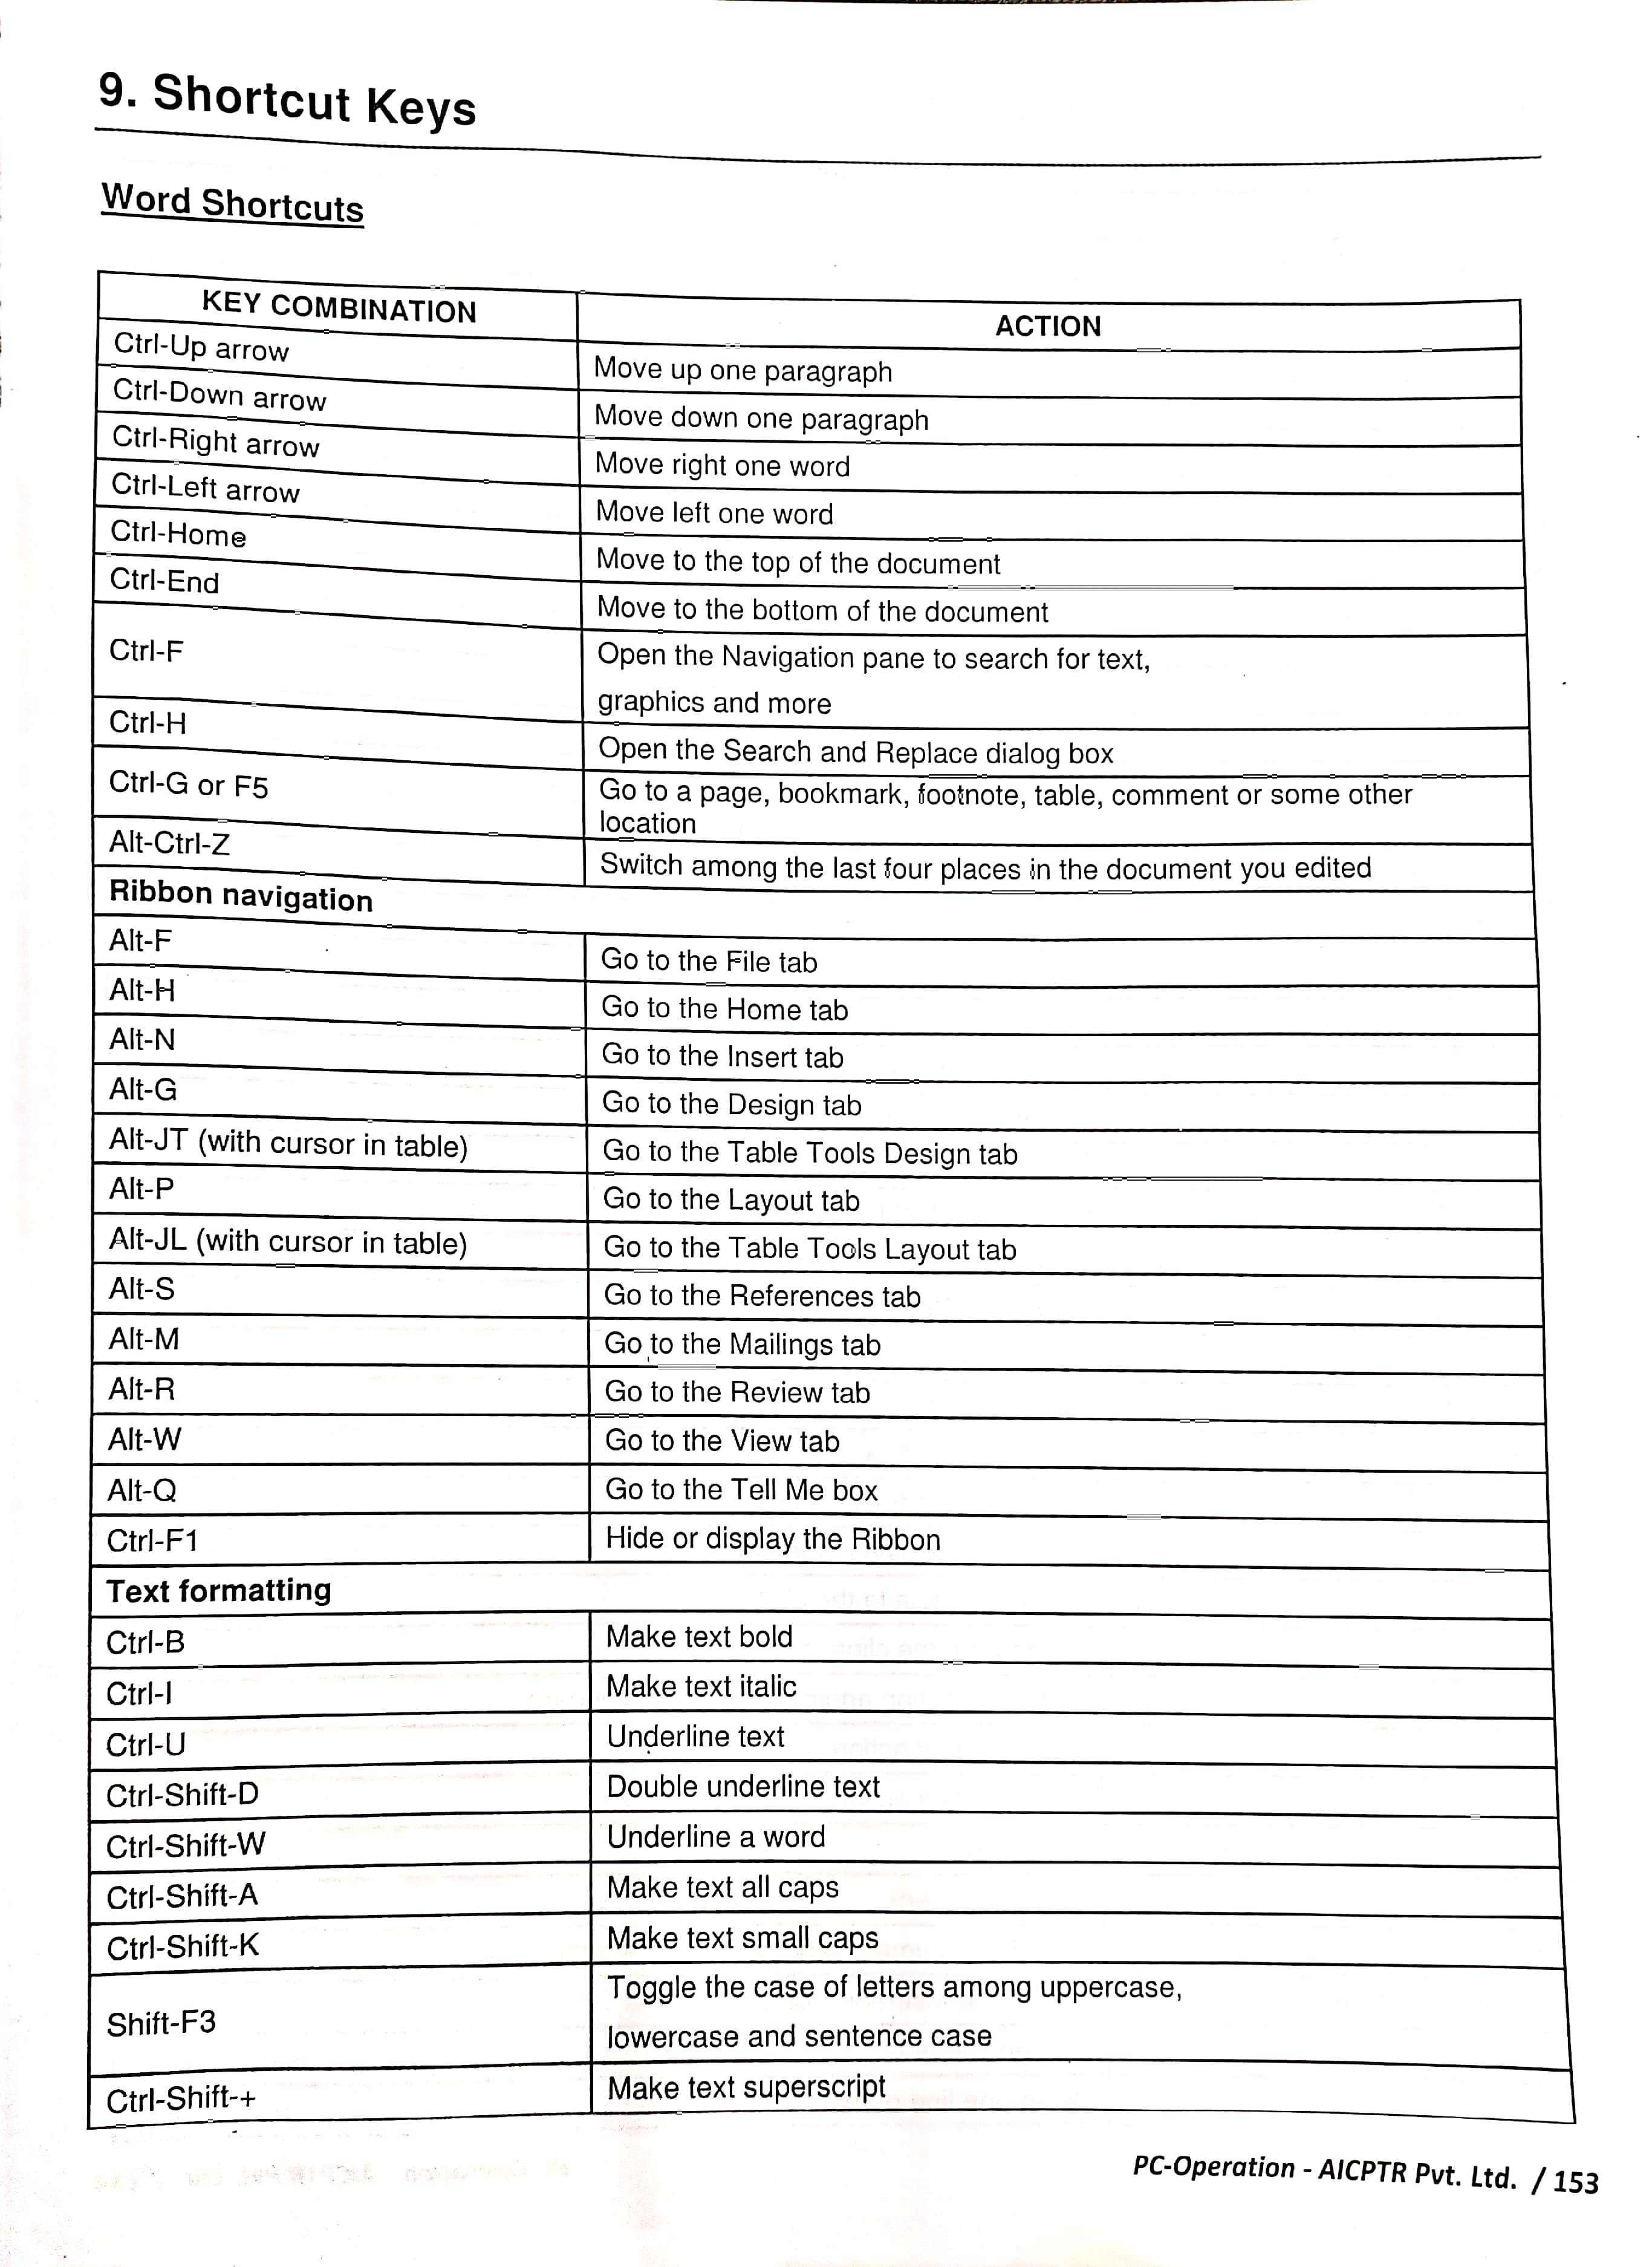 9. Shortcut Keys
Word Shortcuts
KEY COMBINATION ACTION
Ctrl-Up arrow Move up one paragraph
Ctrl-Down arrow Move down one paragraph
Ctrl-Right arrow Move right one word
Ctrl-Left arrow Move left one word
Ctrl-Home Move to the top of the document
Ctrl-End Move to the bottom of the document
Ctrl-F Open the Navigation pane to search for text,
graphics and more
Ctrl-H Open the Search and Replace dialog box
Ctrl-G or F5 Go to a page, bookmark, footnote, table, comment or some other
location
Alt-Ctrl-Z Switch among the last four places in the document you edited
Ribbon navigation
Alt-F Go to the File tab
Alt-H Go to the Home tab
Alt-N Go to the Insert tab
Alt-G Go to the Design tab
Alt-JT (with cursor in table) Go to the Table Tools Design tab
Alt-P Go to the Layout tab
Alt-JL (with cursor in table) Go to the Table Tools Layout tab
Alt-S Go to the References tab
Alt-M Go to the Mailings tab
Alt-R Go to the Review tab
Alt-W Go to the View tab
Alt-Q Go to the Tell Me box
Ctrl-F1 Hide or display the Ribbon
Text formatting
Ctrl-B Make text bold
Ctrl-I Make text italic
Ctrl-U Underline text
Ctrl-Shift-D Double underline text
Ctrl-Shift-W Underline a word
Ctrl-Shift-A Make text all caps
Ctrl-Shift-K Make text small caps
Shift-F3 Toggle the case of letters among uppercase,
lowercase and sentence case
Ctrl-Shift-+ Make text superscript
PC-Operation - AICPTR Pvt. Ltd. / 153